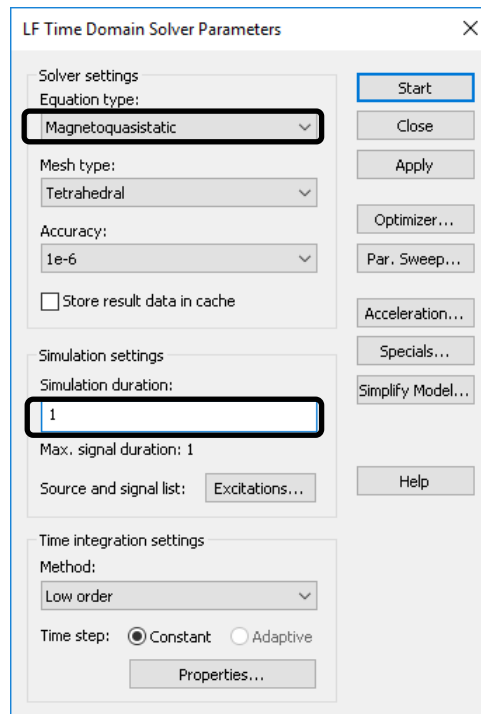 LF Time Domain Solver Parameters
Solver settings
Equation type:
Magnetoquasistatic
Mesh type:
Tetrahedral
Accuracy:
1e-6
Store result data in cache
Simulation settings
Simulation duration:
1
Max. signal duration: 1
Source and signal list: Excitations...
Time integration settings
Method:
Low order
Time step: Constant Adaptive
Properties...
Start
Close
Apply
Optimizer...
Par. Sweep...
Acceleration...
Specials...
Simplify Model...
Help